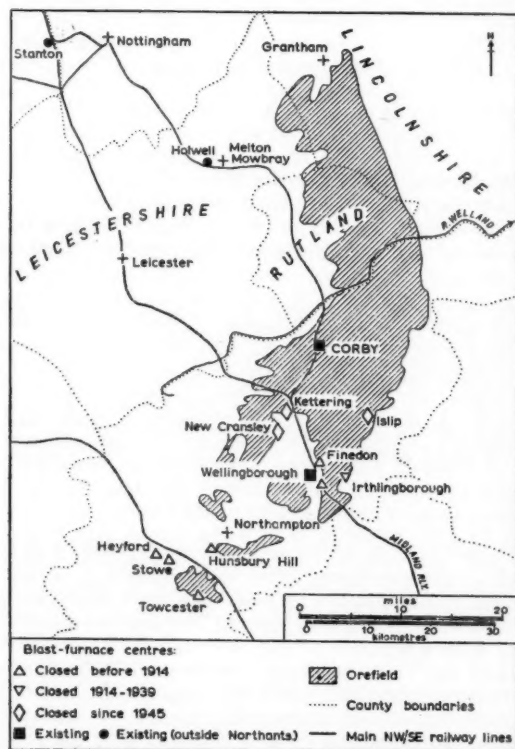 Grantham
Nottingham
Stanton
N
LINCOLNSHIRE
Holwell
Melton
Mowbray
LEICESTERSHIRE
RUTLAND
R. WELLAND
Leicester
CORBY
Kettering
New Cransley
Islip
Finedon
Wellingborough
Irthlingborough
Northampton
Heyford
Stowe
Hunsbury Hill
MIDLAND RLY.
Towcester
miles
0 10 20
0 10 20 30
kilometres
Blast-furnace centres:
Closed before 1914
Closed 1914-1939
Closed since 1945
Existing
Existing (outside Northants.)
Orefield
County boundaries
Main NW/SE railway lines